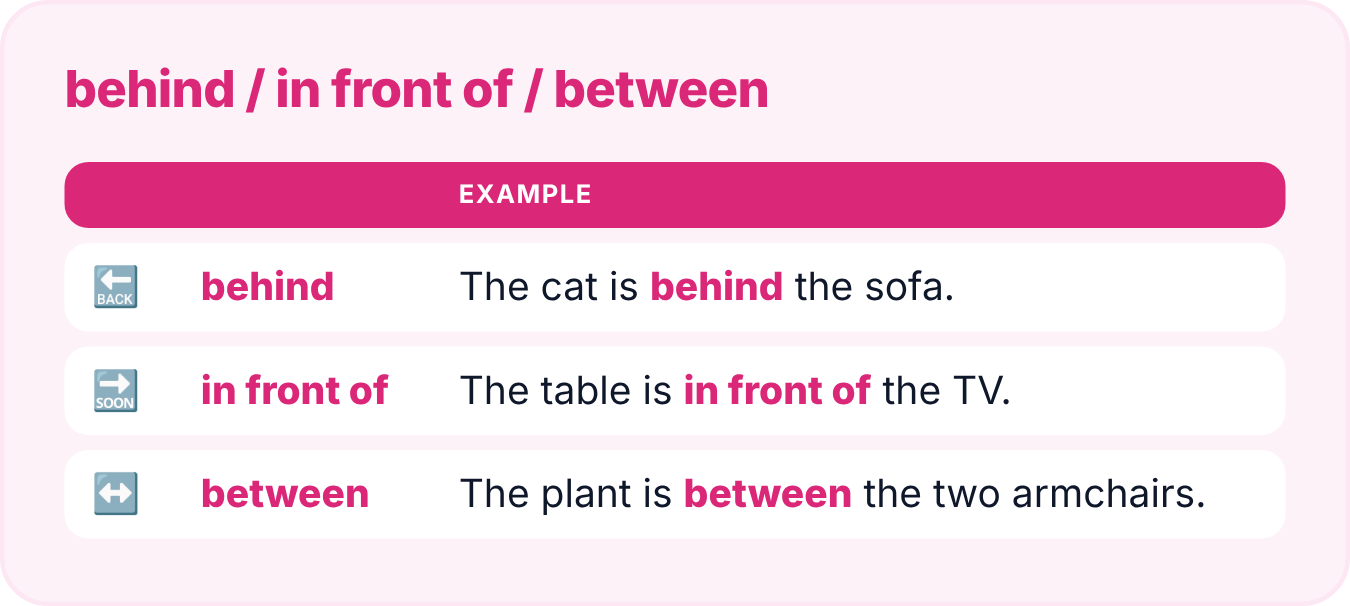 behind / in front of / between
EXAMPLE
BACK behind The cat is behind the sofa.
SOON in front of The table is in front of the TV.
between The plant is between the two armchairs.